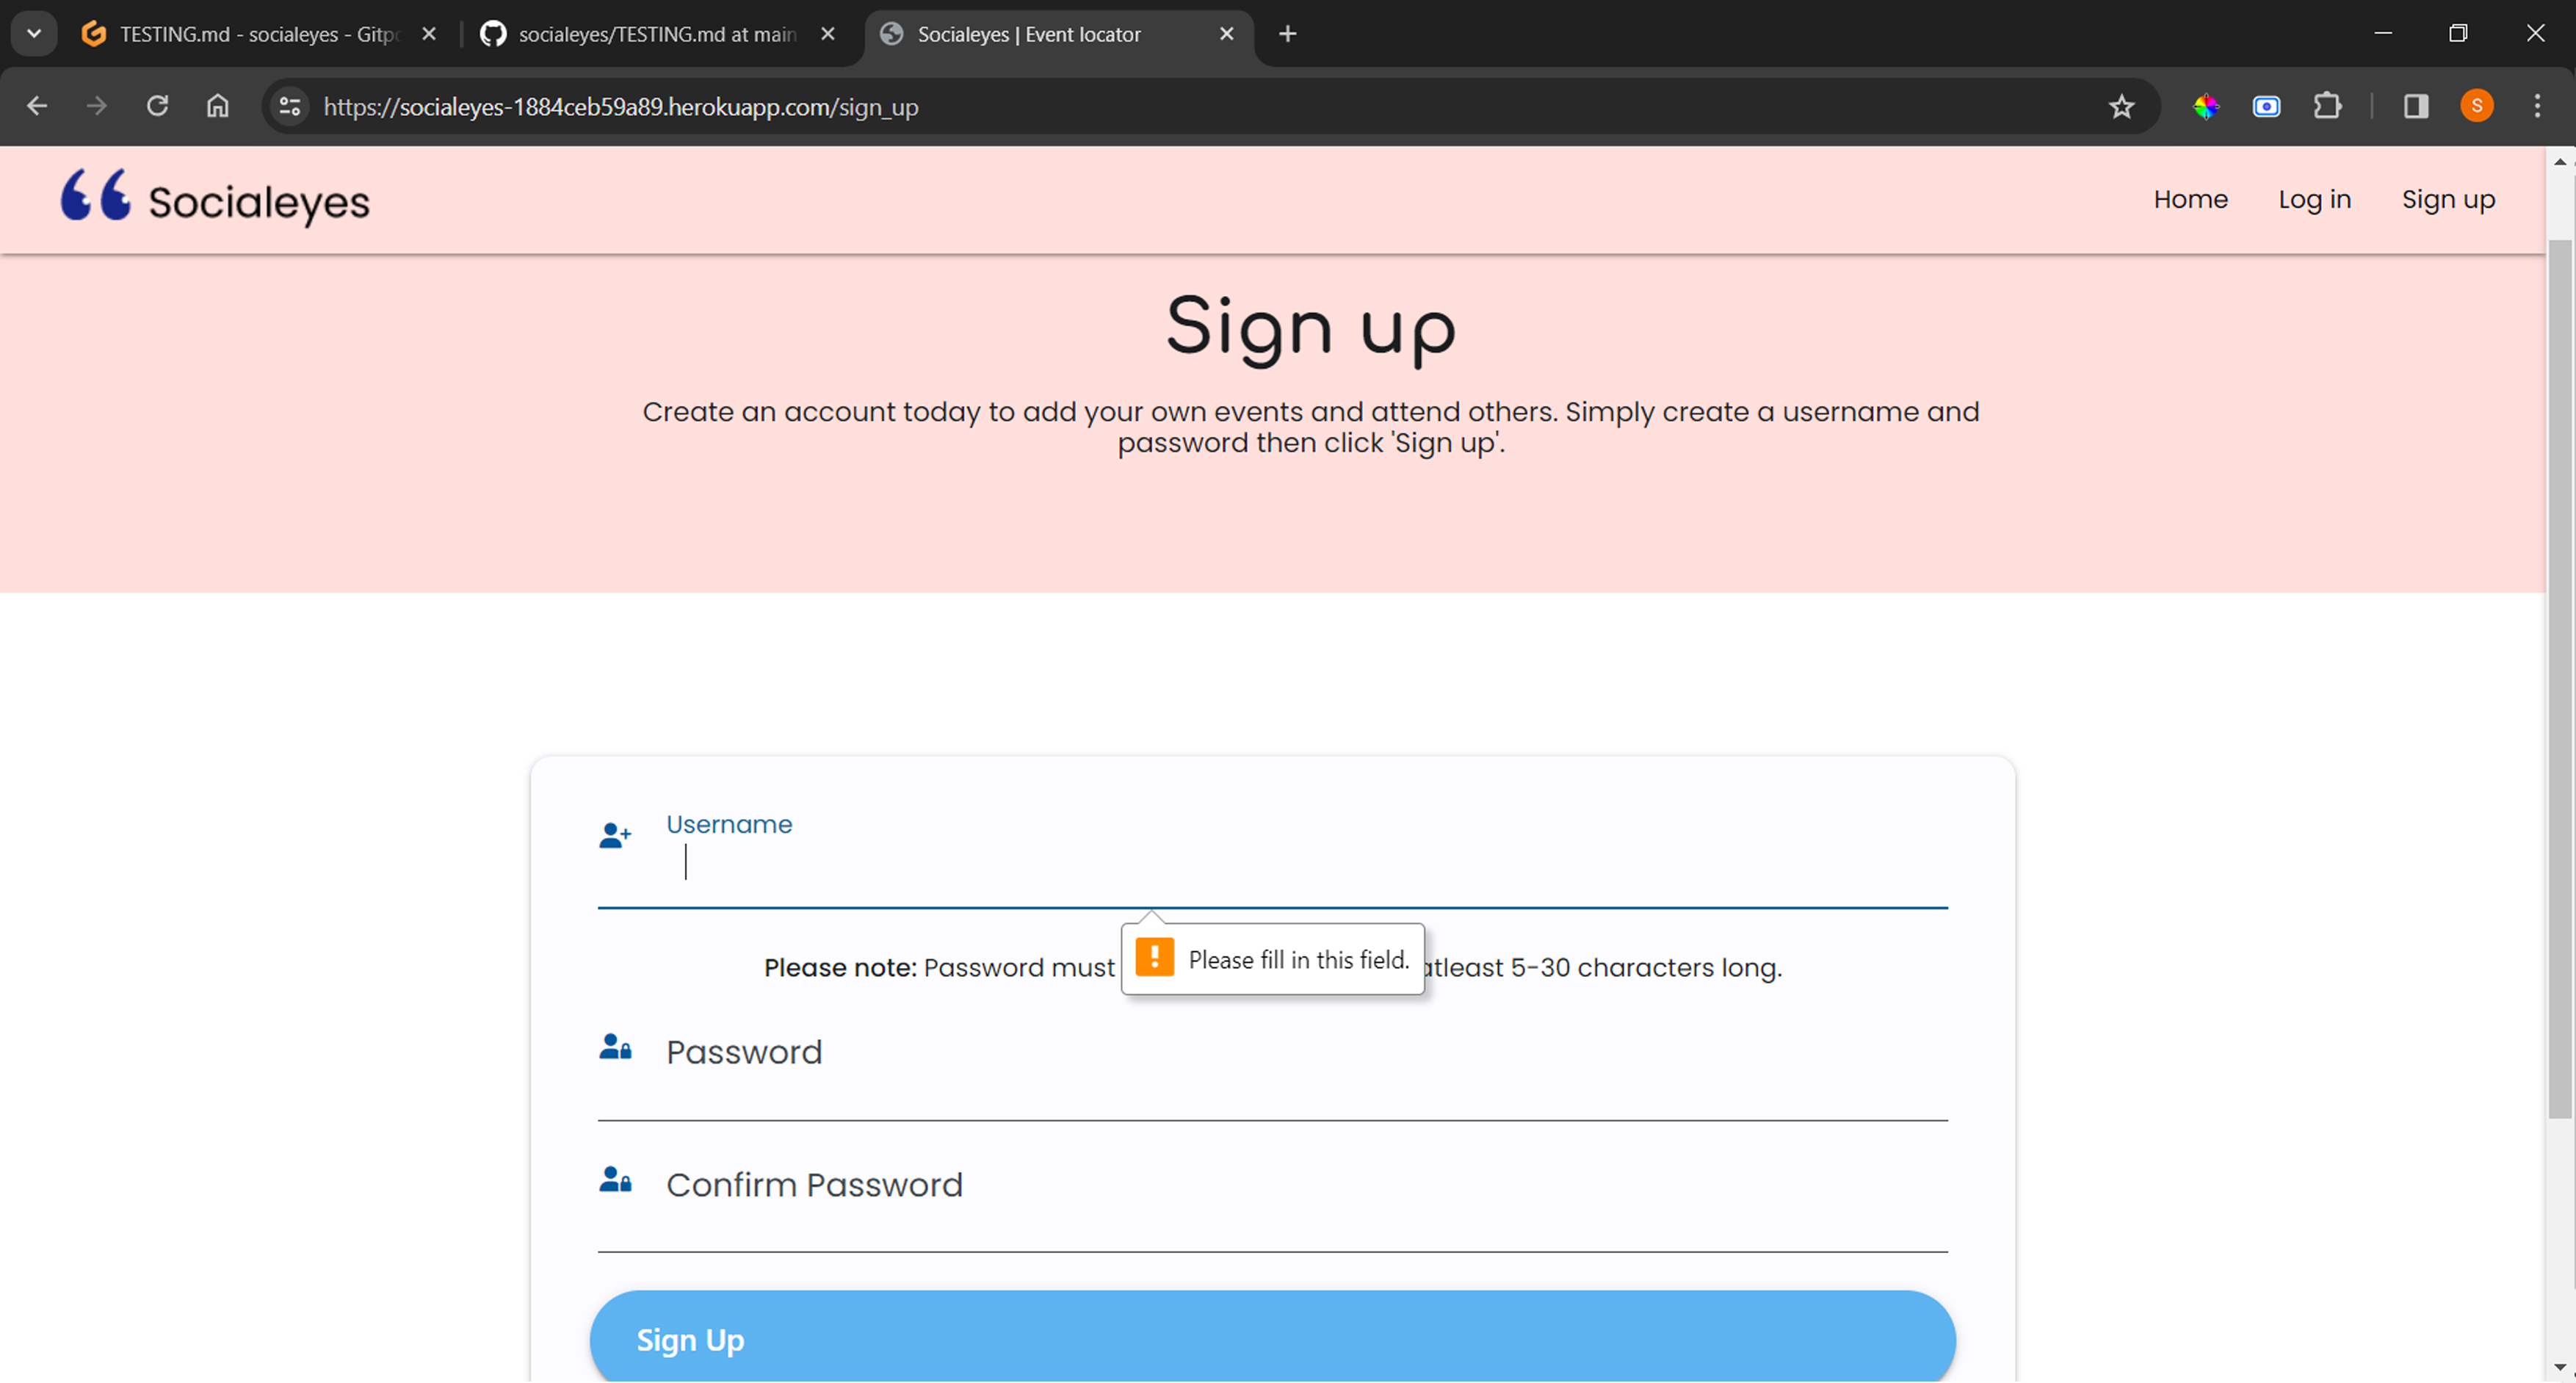 TESTING.md - socialeyes - Gitp
socialeyes/TESTING.md at main
Socialeyes | Event locator
https://socialeyes-1884ceb59a89.herokuapp.com/sign_up
S
Socialeyes
Home
Log in
Sign up
Sign up
Create an account today to add your own events and attend others. Simply create a username and
password then click 'Sign up'.
Username
Please fill in this field.
Please note: Password must atleast 5-30 characters long.
Password
Confirm Password
Sign Up